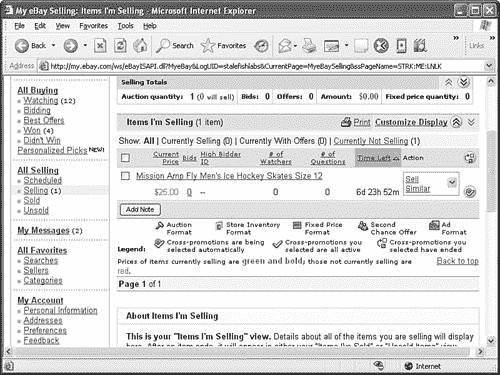 My eBay Selling: Items I'm Selling - Microsoft Internet Explorer
File Edit View Favorites Tools Help
Back Search Favorites Links
Address http://my.ebay.com/ws/eBayISAPI.dll?MyeBay&LogUID=stalefishlabs&CurrentPage=MyeBaySelling&ssPageName=STRK:ME:LNLK
All Buying
Watching (12)
Bidding
Best Offers
Won (4)
Didn't Win
Personalized Picks NEW!
All Selling
Scheduled
Selling (1)
Sold
Unsold
My Messages (2)
All Favorites
Searches
Sellers
Categories
My Account
Personal Information
Addresses
Preferences
Feedback
Selling Totals
Auction quantity: 1 (0 will sell) Bids: 0 Offers: 0 Amount: $0.00 Fixed price quantity: 0
Items I'm Selling (1 item) Print Customize Display
Show: All | Currently Selling (0) | Currently With Offers (0) | Currently Not Selling (1)
Current Price Bids High Bidder ID # of Watchers # of Questions Time Left Action
Mission Amp Fly Men's Ice Hockey Skates Size 12
$25.00 0 -- 0 0 6d 23h 52m Sell Similar
Add Note
Legend: Auction Format Store Inventory Format Fixed Price Format Second Chance Offer Ad Format
Cross-promotions are being selected automatically Cross-promotions you selected are all active Cross-promotions you selected have ended
Prices of items currently selling are green and bold; those not currently selling are red. Back to top
Page 1 of 1
About Items I'm Selling
This is your "Items I'm Selling" view. Details about all of the items you are selling will display
Internet